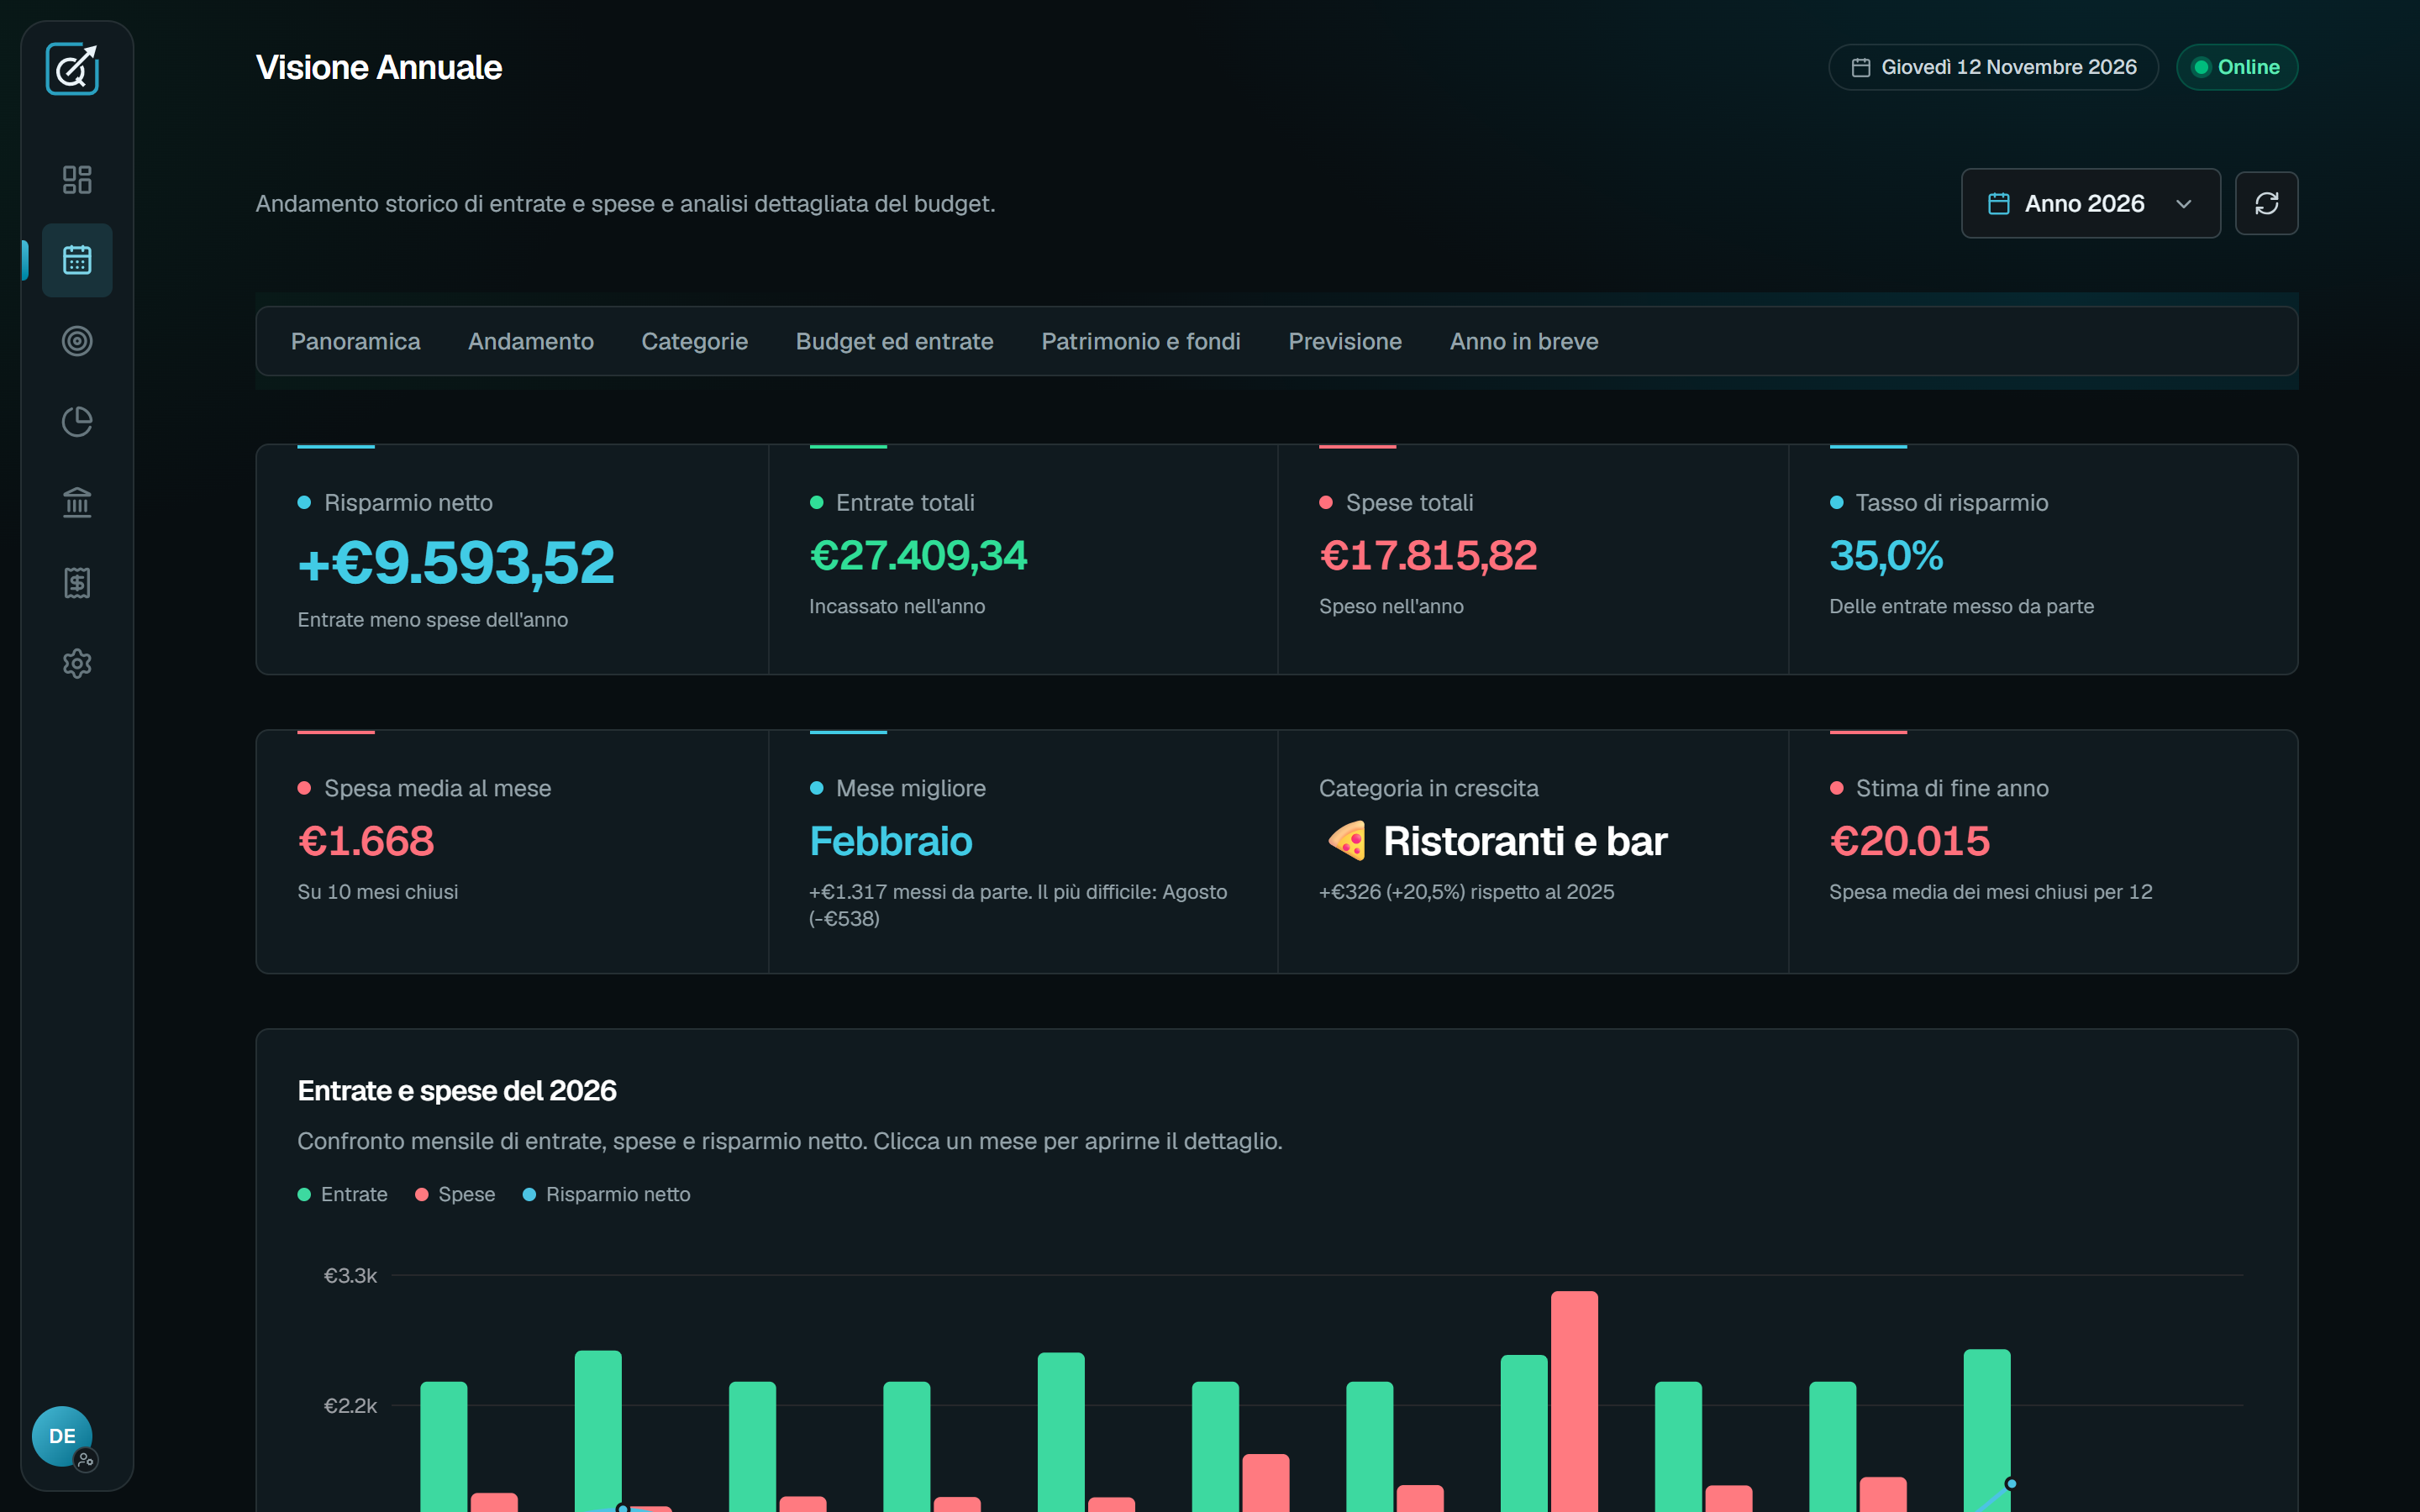 Visione Annuale
Giovedì 12 Novembre 2026
Online
Andamento storico di entrate e spese e analisi dettagliata del budget.
Anno 2026
Panoramica
Andamento
Categorie
Budget ed entrate
Patrimonio e fondi
Previsione
Anno in breve
Risparmio netto
+€9.593,52
Entrate meno spese dell'anno
Entrate totali
€27.409,34
Incassato nell'anno
Spese totali
€17.815,82
Speso nell'anno
Tasso di risparmio
35,0%
Delle entrate messo da parte
Spesa media al mese
€1.668
Su 10 mesi chiusi
Mese migliore
Febbraio
+€1.317 messi da parte. Il più difficile: Agosto
(-€538)
Categoria in crescita
Ristoranti e bar
+€326 (+20,5%) rispetto al 2025
Stima di fine anno
€20.015
Spesa media dei mesi chiusi per 12
Entrate e spese del 2026
Confronto mensile di entrate, spese e risparmio netto. Clicca un mese per aprirne il dettaglio.
Entrate
Spese
Risparmio netto
€3.3k
€2.2k
DE